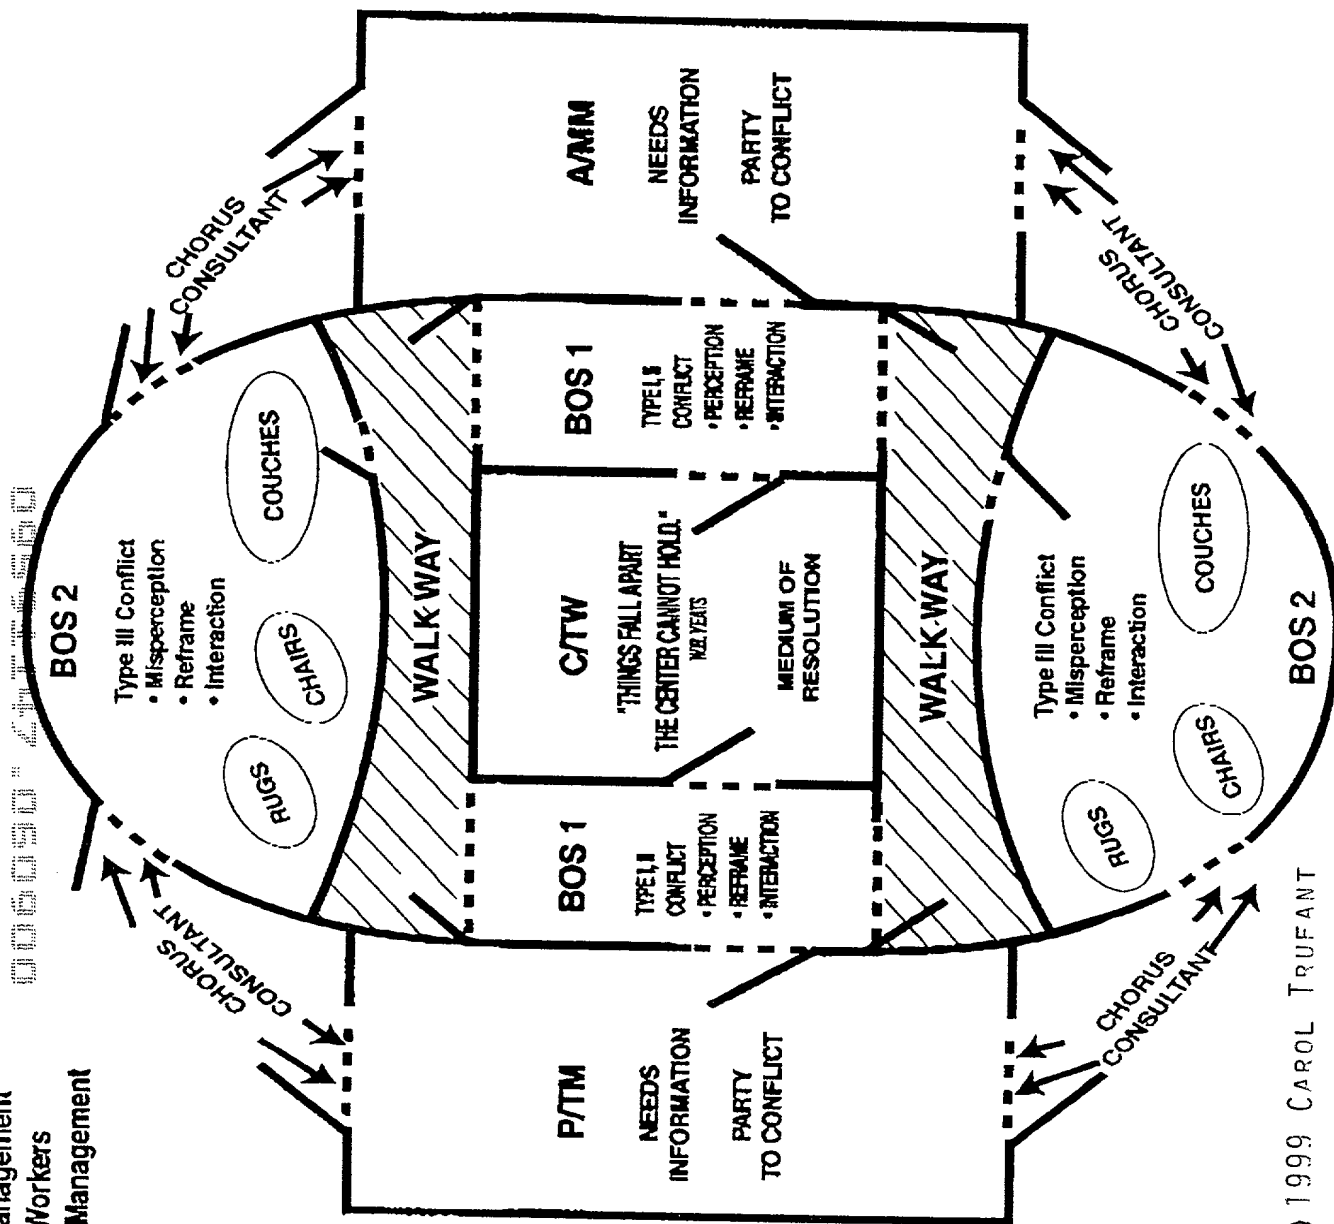 anagement
Workers
Management
BOS 2
Type III Conflict
• Misperception
• Reframe
• Interaction
RUGS
CHAIRS
COUCHES
CHORUS
CONSULTANT
CHORUS
CONSULTANT
WALK-WAY
P/TM
NEEDS
INFORMATION
PARTY
TO CONFLICT
BOS 1
TYPE I, II
CONFLICT
• PERCEPTION
• REFRAME
• INTERACTION
C/TW
"THINGS FALL APART
THE CENTER CANNOT HOLD."
W.B. YEATS
MEDIUM OF
RESOLUTION
BOS 1
TYPE I, II
CONFLICT
• PERCEPTION
• REFRAME
• INTERACTION
A/MM
NEEDS
INFORMATION
PARTY
TO CONFLICT
WALK-WAY
Type III Conflict
• Misperception
• Reframe
• Interaction
RUGS
CHAIRS
COUCHES
CHORUS
CONSULTANT
CHORUS
CONSULTANT
BOS 2
1999 CAROL TRUFANT